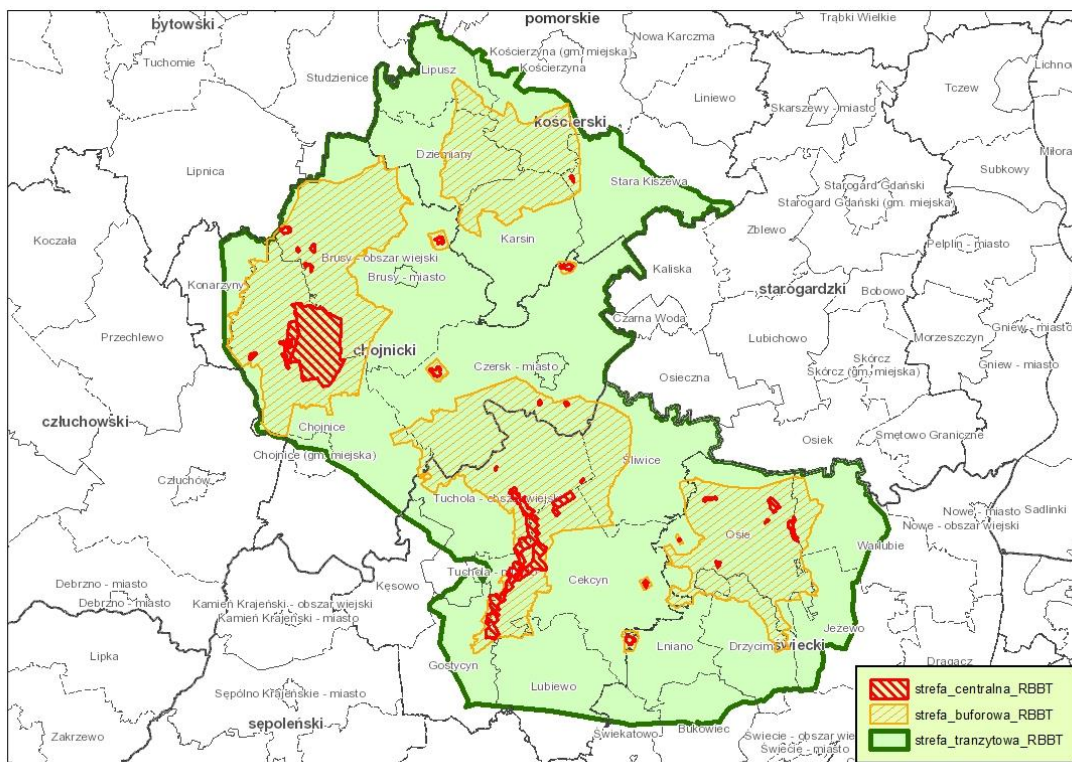 bytowski
pomorskie
Trąbki Wielkie
Tuchomie
Studzienice
Lipusz
Kościerzyna (gm. miejska)
Kościerzyna
Nowa Karczma
Liniewo
Skarszewy - miasto
Tczew
Lichno
kościerski
Dziemiany
Miłora
Lipnica
Stara Kiszewa
Starogard Gdański
Starogard Gdański (gm. miejska)
Subkowy
Koczała
Karsin
Zblewo
Pelplin - miasto
Brusy - obszar wiejski
Brusy - miasto
Kaliska
Konarzyny
starogardzki
Bobowo
Przechlewo
Czarna Woda
Lubichowo
Morzeszczyn
Gniew - miasto
chojnicki
Czersk - miasto
Osieczna
Skórcz
Skórcz (gm. miejska)
Gniew - miasto
człuchowski
Chojnice
Chojnice (gm. miejska)
Osiek
Smętowo Graniczne
Człuchów
Śliwice
Tuchola - obszar wiejski
Nowe - miasto
Nowe - obszar wiejski
Sadlinki
Osie
Warlubie
Debrzno - miasto
Debrzno - miasto
Kęsowo
Cekcyn
Kamień Krajeński - obszar wiejski
Kamień Krajeński - miasto
Jeżewo
Lipka
Gostycyn
Lniano
Drzycim
świecki
Dragacz
Sępólno Krajeńskie - miasto
Lubiewo
sepoleński
Zakrzewo
Świekatowo
Bukowiec
Świecie - obszar wie
Świecie - miasto
strefa_centralna_RBBT
strefa_buforowa_RBBT
strefa_tranzytowa_RBBT